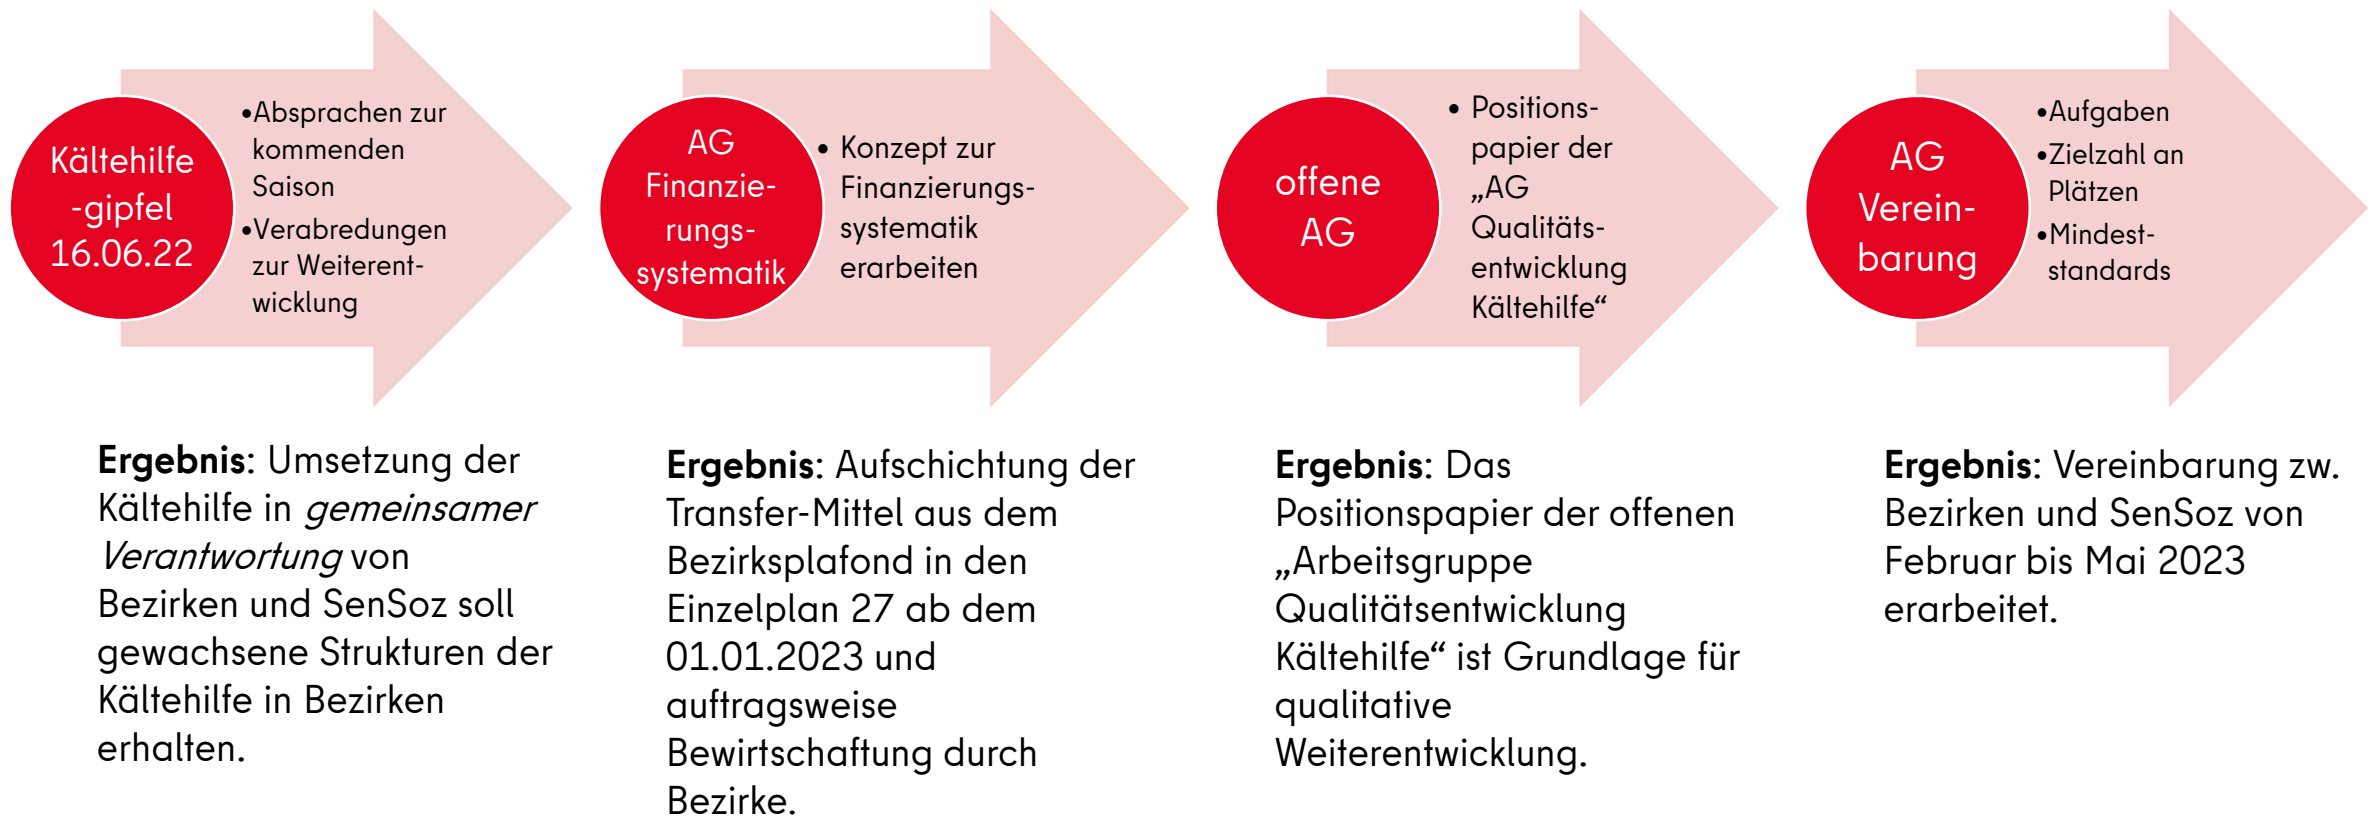 Kältehilfe
-gipfel
16.06.22
•Absprachen zur
kommenden
Saison
•Verabredungen
zur Weiterent-
wicklung
AG
Finanzie-
rungs-
systematik
• Konzept zur
Finanzierungs-
systematik
erarbeiten
offene
AG
• Positions-
papier der
„AG
Qualitäts-
entwicklung
Kältehilfe“
AG
Verein-
barung
•Aufgaben
•Zielzahl an
Plätzen
•Mindest-
standards
Ergebnis: Umsetzung der
Kältehilfe in gemeinsamer
Verantwortung von
Bezirken und SenSoz soll
gewachsene Strukturen der
Kältehilfe in Bezirken
erhalten.
Ergebnis: Aufschichtung der
Transfer-Mittel aus dem
Bezirksplafond in den
Einzelplan 27 ab dem
01.01.2023 und
auftragsweise
Bewirtschaftung durch
Bezirke.
Ergebnis: Das
Positionspapier der offenen
„Arbeitsgruppe
Qualitätsentwicklung
Kältehilfe“ ist Grundlage für
qualitative
Weiterentwicklung.
Ergebnis: Vereinbarung zw.
Bezirken und SenSoz von
Februar bis Mai 2023
erarbeitet.